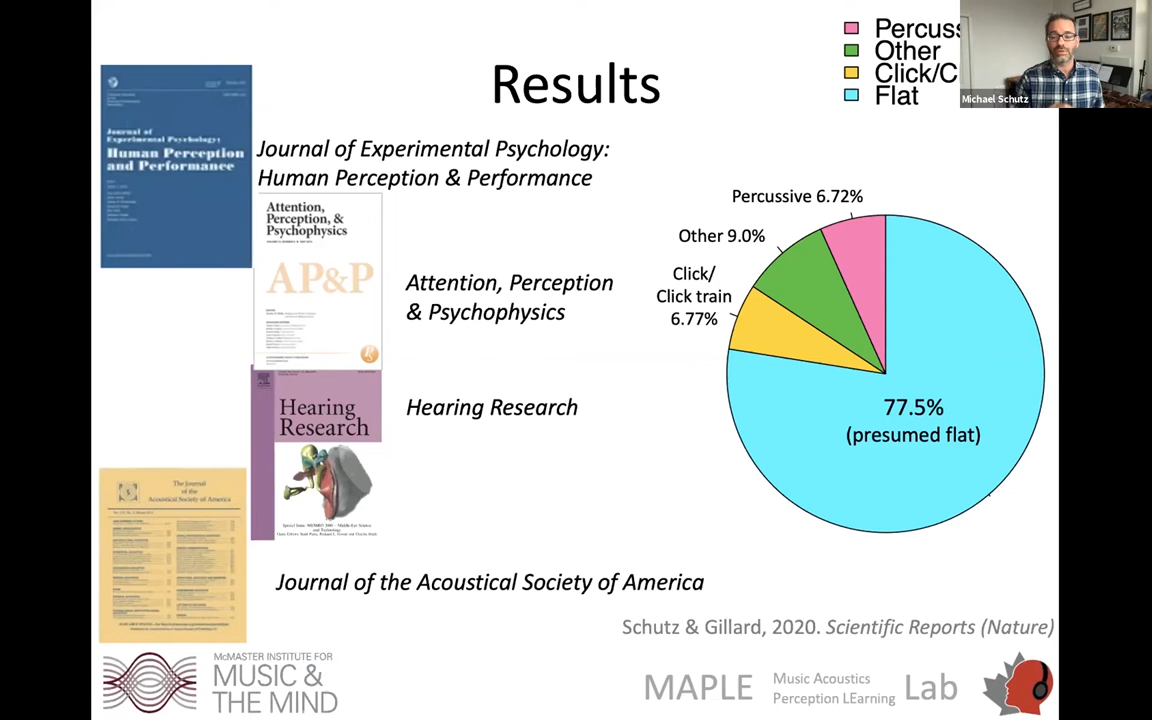 Results
Percuss
Other
Click/C
Flat
Michael Schutz
Journal of
Experimental Psychology:
Human Perception
and Performance
Journal of Experimental Psychology:
Human Perception & Performance
Attention,
Perception, &
Psychophysics
AP&P
Attention, Perception
& Psychophysics
Hearing
Research
Hearing Research
The Journal
of the
Acoustical Society of America
Journal of the Acoustical Society of America
Percussive 6.72%
Other 9.0%
Click/
Click train
6.77%
77.5%
(presumed flat)
Schutz & Gillard, 2020. Scientific Reports (Nature)
McMASTER INSTITUTE FOR
MUSIC &
THE MIND
MAPLE Music Acoustics Lab
Perception LEarning